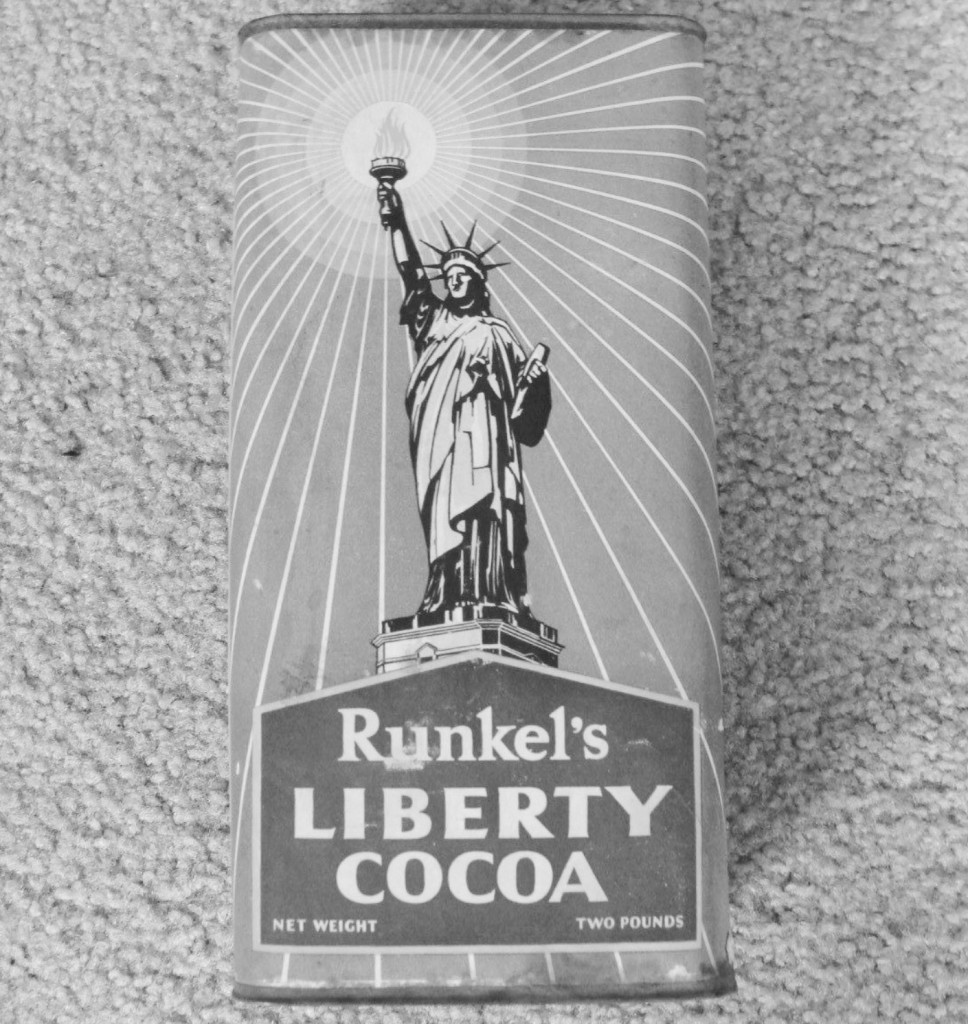 Runkel's
LIBERTY
COCOA
NET WEIGHT TWO POUNDS